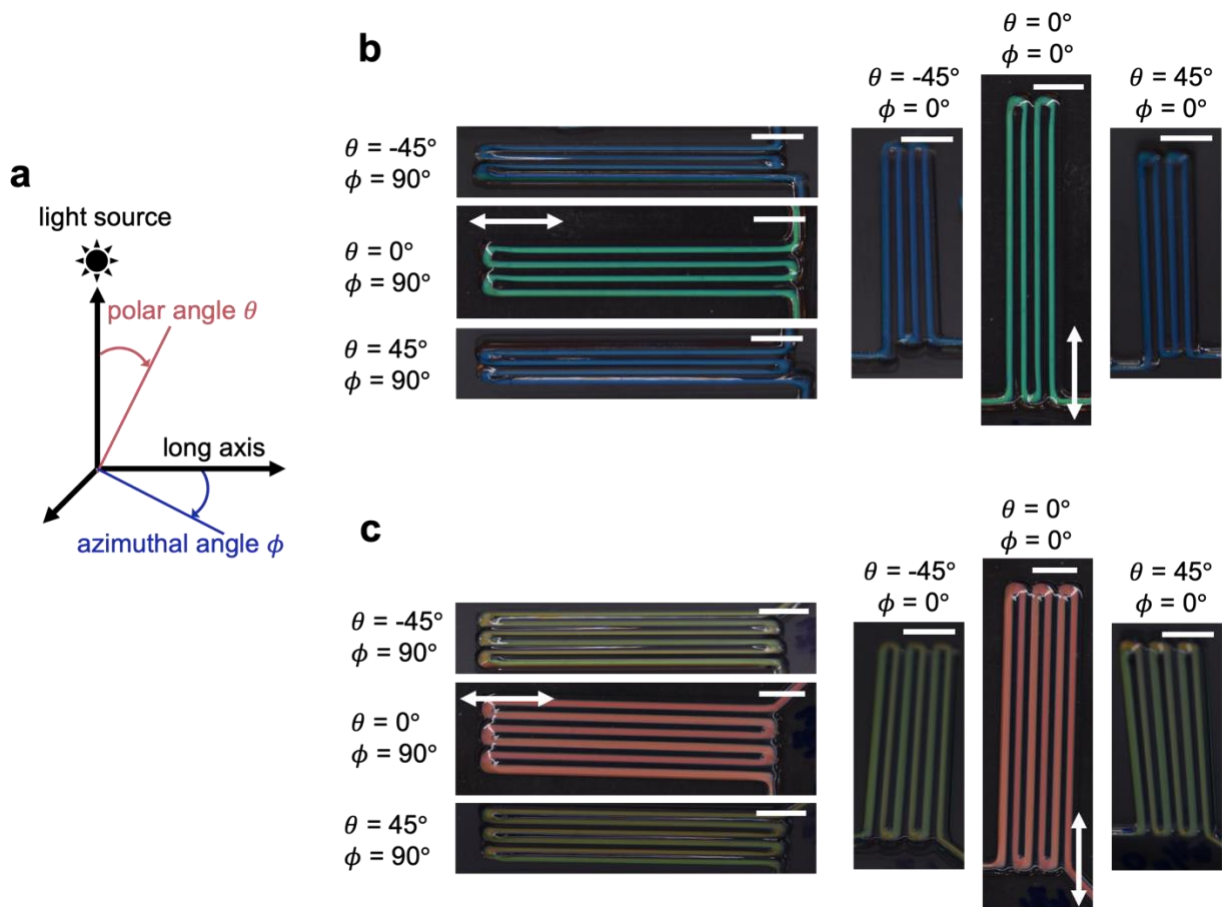 a
light source
polar angle θ
long axis
azimuthal angle ϕ
b
θ = -45°
ϕ = 90°
θ = 0°
ϕ = 90°
θ = 45°
ϕ = 90°
θ = -45°
ϕ = 0°
θ = 0°
ϕ = 0°
θ = 45°
ϕ = 0°
c
θ = -45°
ϕ = 90°
θ = 0°
ϕ = 90°
θ = 45°
ϕ = 90°
θ = -45°
ϕ = 0°
θ = 0°
ϕ = 0°
θ = 45°
ϕ = 0°